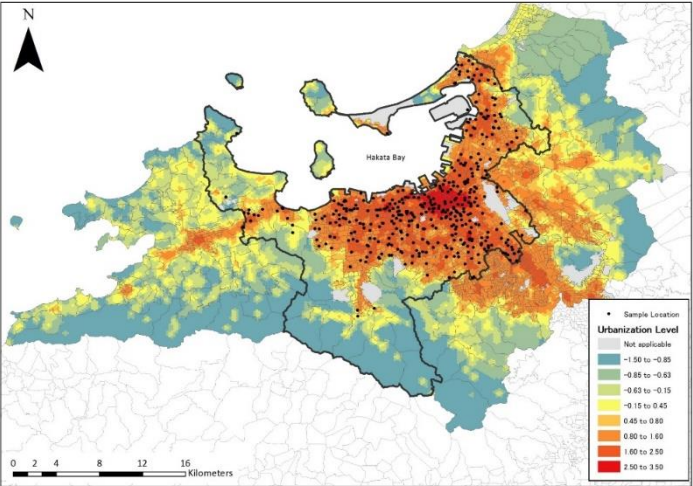 N
Hakata Bay
Sample Location
Urbanization Level
Not applicable
-1.50 to -0.85
-0.85 to -0.63
-0.63 to -0.15
-0.15 to 0.45
0.45 to 0.80
0.80 to 1.60
1.60 to 2.50
2.50 to 3.50
0 2 4 8 12 16
Kilometers